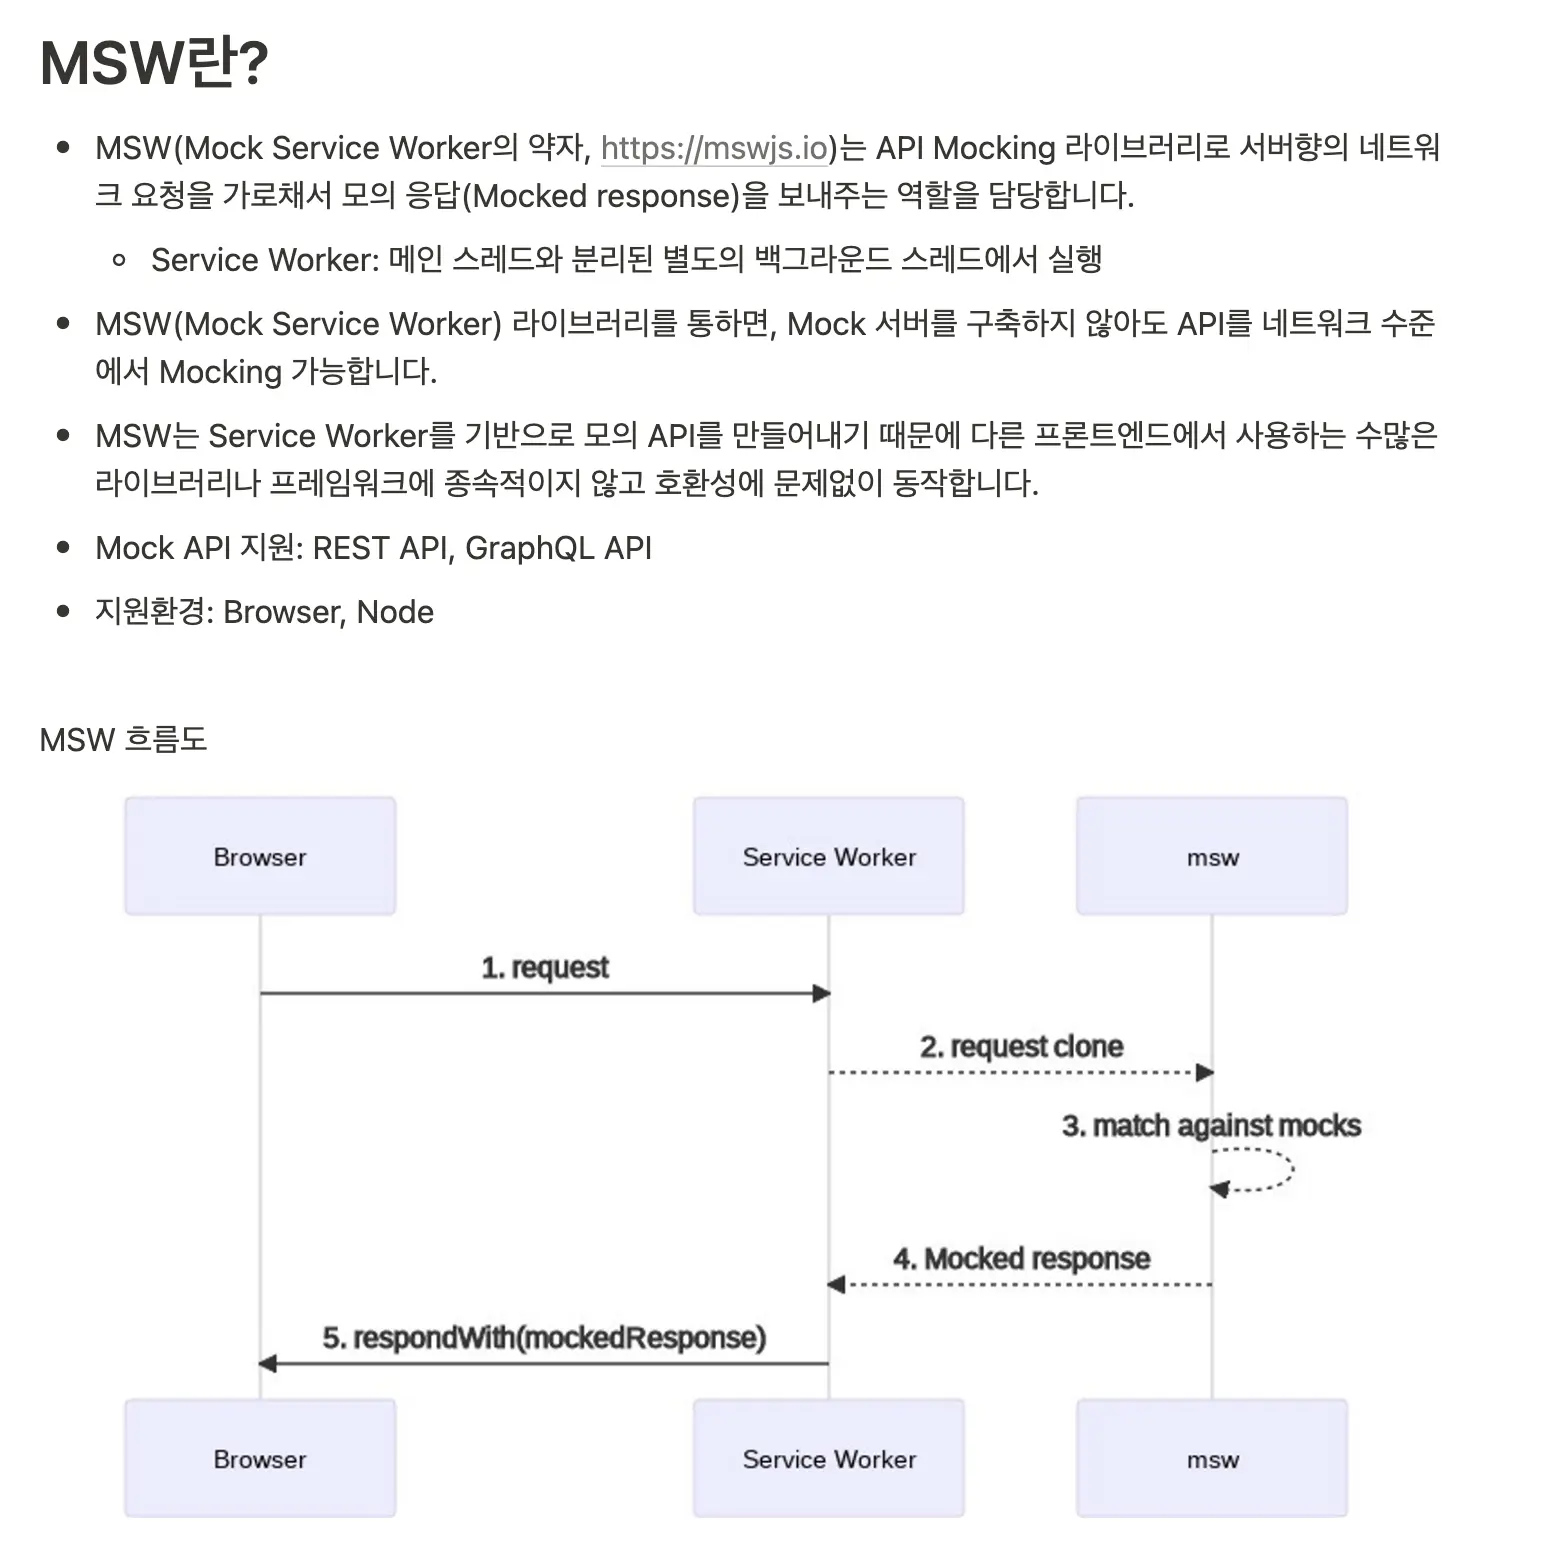 MSW란?
• MSW(Mock Service Worker의 약자, https://mswjs.io)는 API Mocking 라이브러리로 서버향의 네트워
크 요청을 가로채서 모의 응답(Mocked response)을 보내주는 역할을 담당합니다.
◦ Service Worker: 메인 스레드와 분리된 별도의 백그라운드 스레드에서 실행
• MSW(Mock Service Worker) 라이브러리를 통하면, Mock 서버를 구축하지 않아도 API를 네트워크 수준
에서 Mocking 가능합니다.
• MSW는 Service Worker를 기반으로 모의 API를 만들어내기 때문에 다른 프론트엔드에서 사용하는 수많은
라이브러리나 프레임워크에 종속적이지 않고 호환성에 문제없이 동작합니다.
• Mock API 지원: REST API, GraphQL API
• 지원환경: Browser, Node
MSW 흐름도
Browser
Service Worker
msw
1. request
2. request clone
3. match against mocks
4. Mocked response
5. respondWith(mockedResponse)
Browser
Service Worker
msw